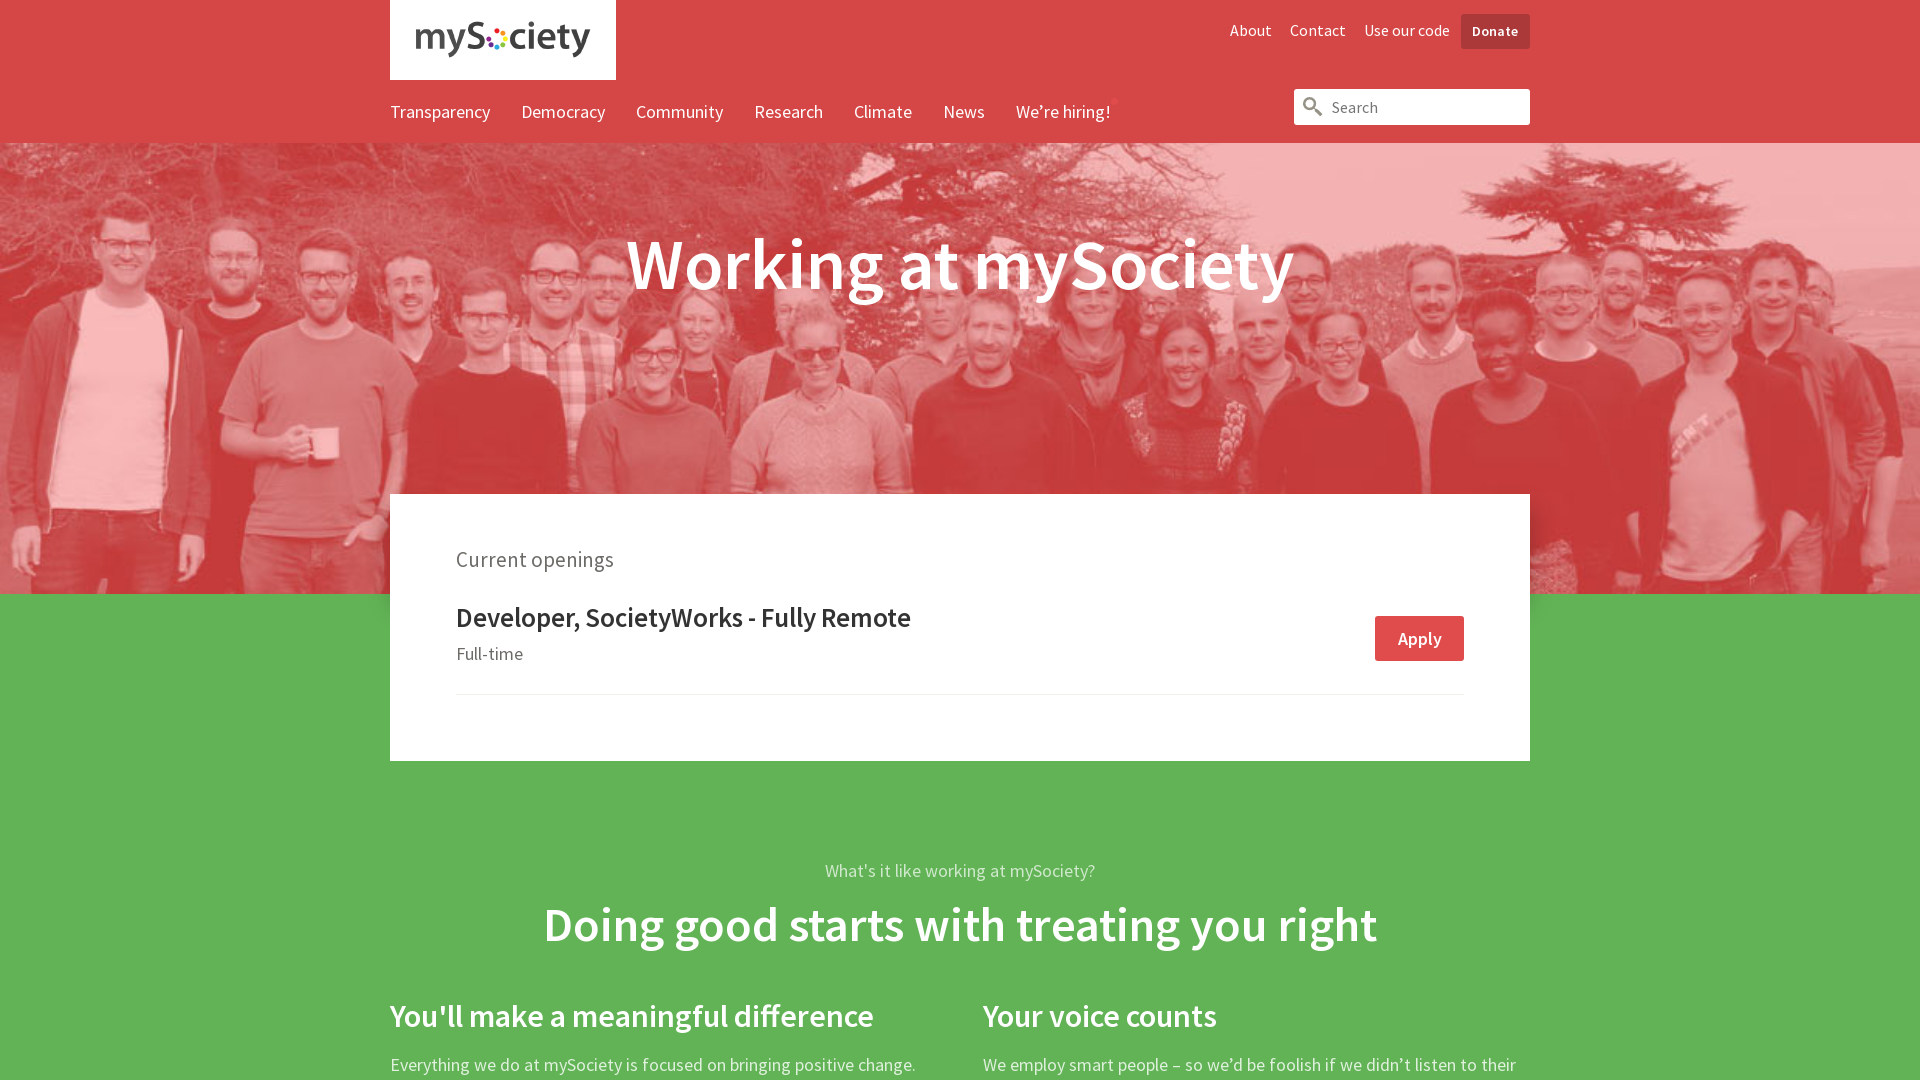 mySociety
About Contact Use our code Donate
Transparency Democracy Community Research Climate News We’re hiring!
Search
Working at mySociety
Current openings
Developer, SocietyWorks - Fully Remote
Full-time
Apply
What's it like working at mySociety?
Doing good starts with treating you right
You'll make a meaningful difference
Everything we do at mySociety is focused on bringing positive change.
Your voice counts
We employ smart people – so we’d be foolish if we didn’t listen to their